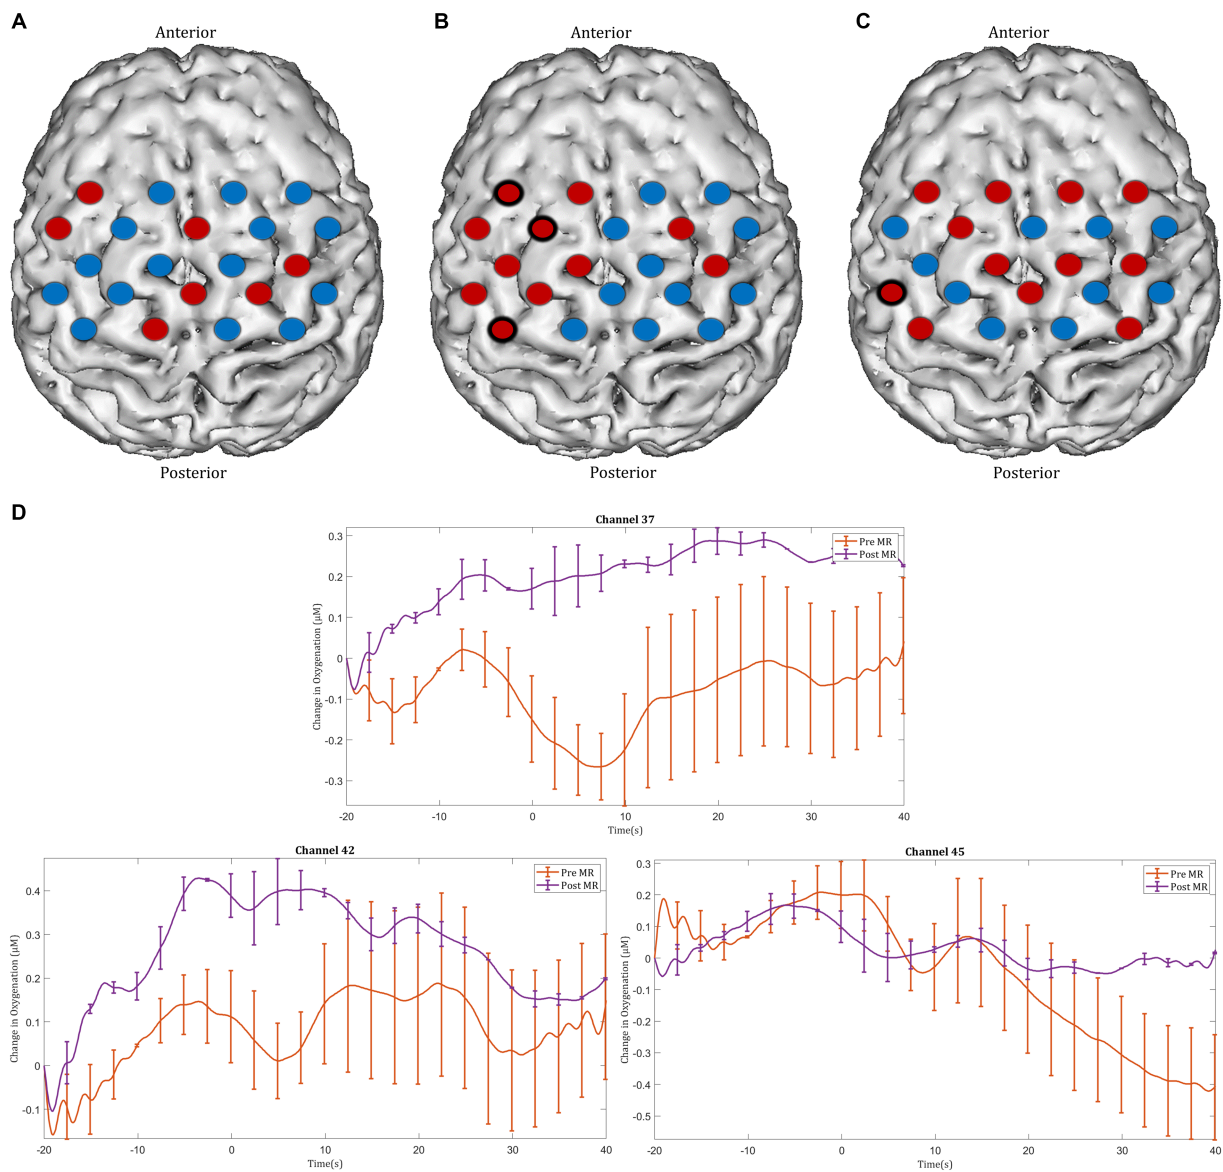 A
B
C
Anterior
Anterior
Anterior
Posterior
Posterior
Posterior
D
Channel 37
Change in Oxygenation (μM)
0.3
0.2
0.1
0
-0.1
-0.2
-0.3
Pre MR
Post MR
-20
-10
0
10
20
30
40
Time(s)
Channel 42
Change in Oxygenation (μM)
0.4
0.3
0.2
0.1
0
-0.1
Pre MR
Post MR
-20
-10
0
10
20
30
40
Time(s)
Channel 45
Change in Oxygenation (μM)
0.3
0.2
0.1
0
-0.1
-0.2
-0.3
-0.4
-0.5
Pre MR
Post MR
-20
-10
0
10
20
30
40
Time(s)